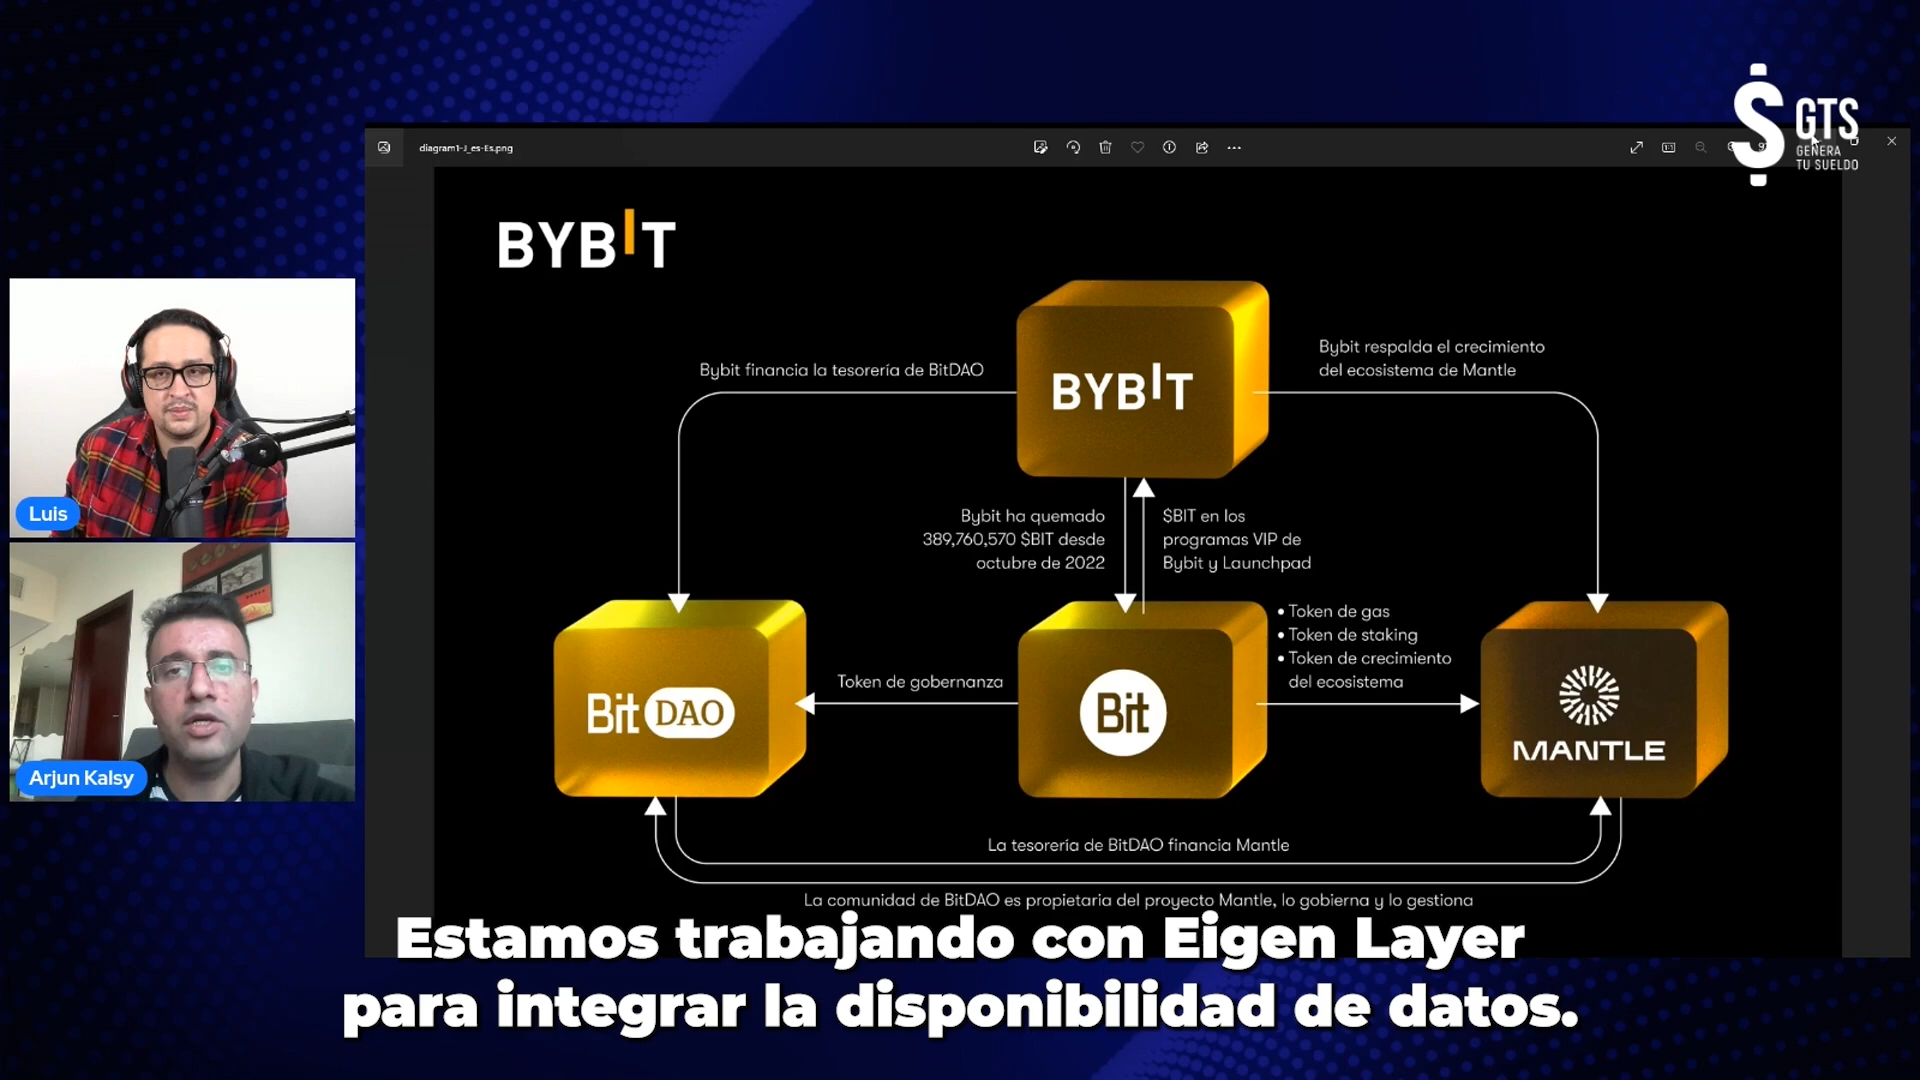 GTS
GENERA
TU SUELDO
diagram1-J_es-Es.png
BYBIT
BYBIT
Bybit financia la tesorería de BitDAO
Bybit respalda el crecimiento
del ecosistema de Mantle
Bybit ha quemado
389,760,570 $BIT desde
octubre de 2022
$BIT en los
programas VIP de
Bybit y Launchpad
Luis
Arjun Kalsy
BitDAO
Token de gobernanza
Bit
• Token de gas
• Token de staking
• Token de crecimiento
del ecosistema
MANTLE
La tesorería de BitDAO financia Mantle
La comunidad de BitDAO es propietaria del proyecto Mantle, lo gobierna y lo gestiona
Estamos trabajando con Eigen Layer
para integrar la disponibilidad de datos.